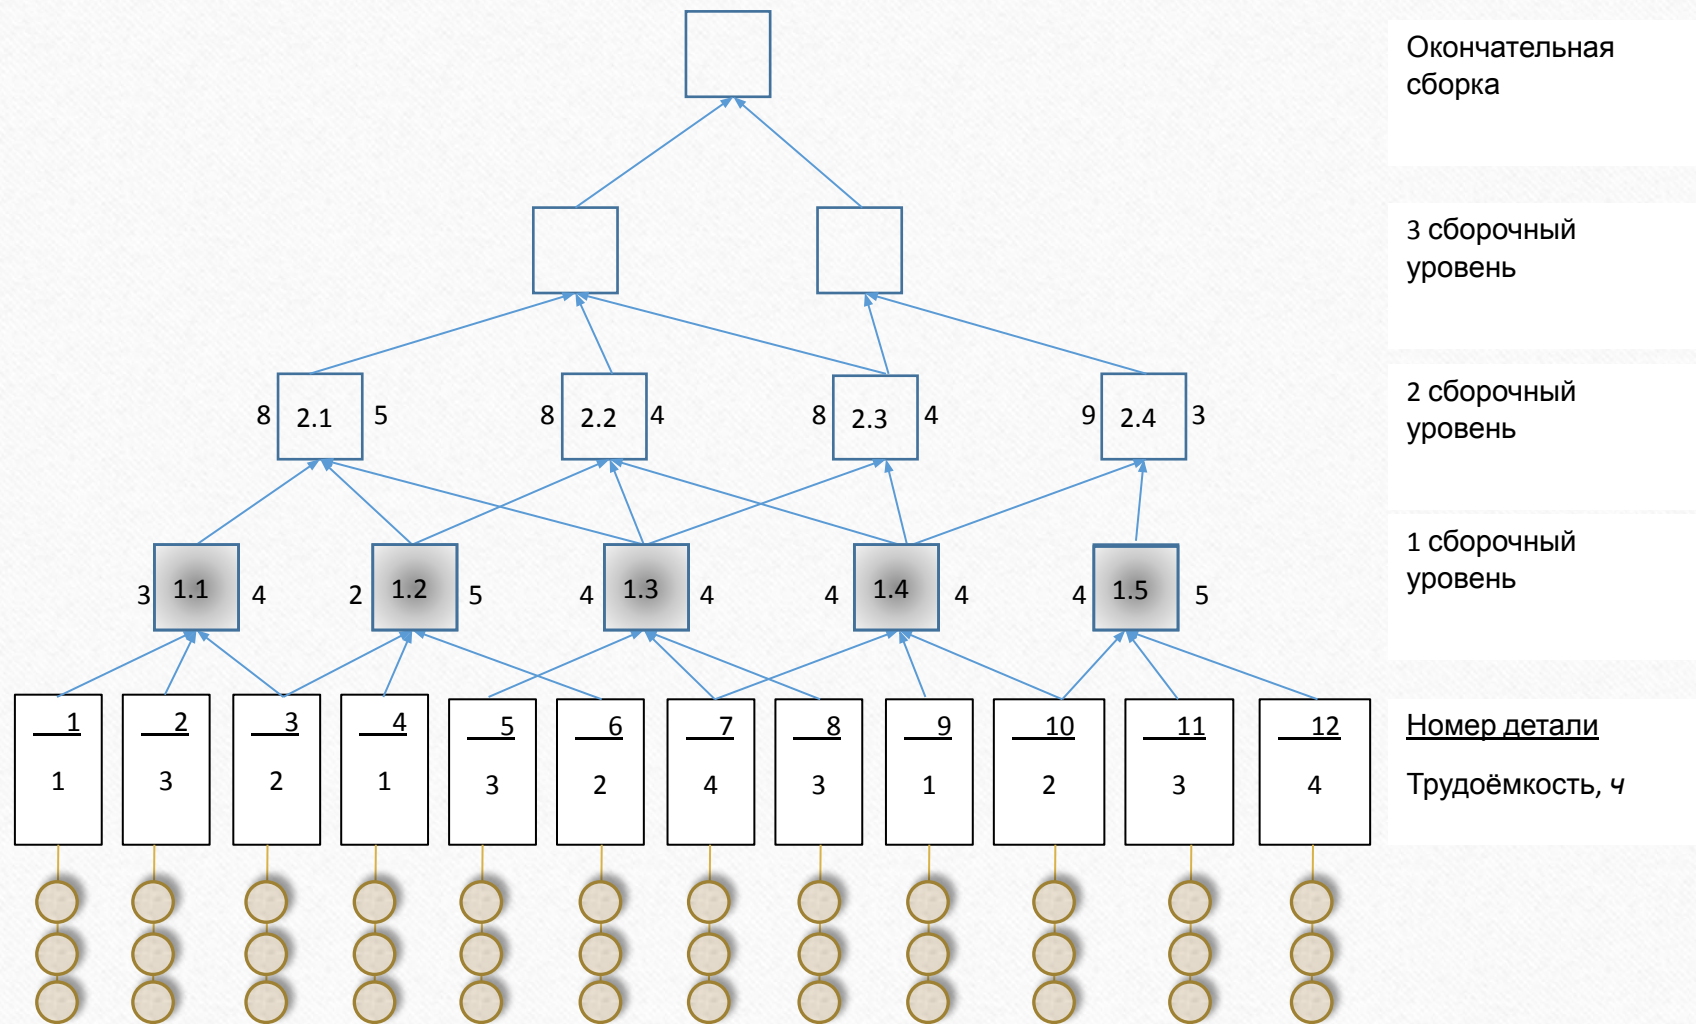 Окончательная
сборка
3 сборочный
уровень
8 2.1 5 8 2.2 4 8 2.3 4 9 2.4 3
2 сборочный
уровень
3 1.1 4 2 1.2 5 4 1.3 4 4 1.4 4 4 1.5 5
1 сборочный
уровень
1 2 3 4 5 6 7 8 9 10 11 12
Номер детали
1 3 2 1 3 2 4 3 1 2 3 4
Трудоёмкость, ч